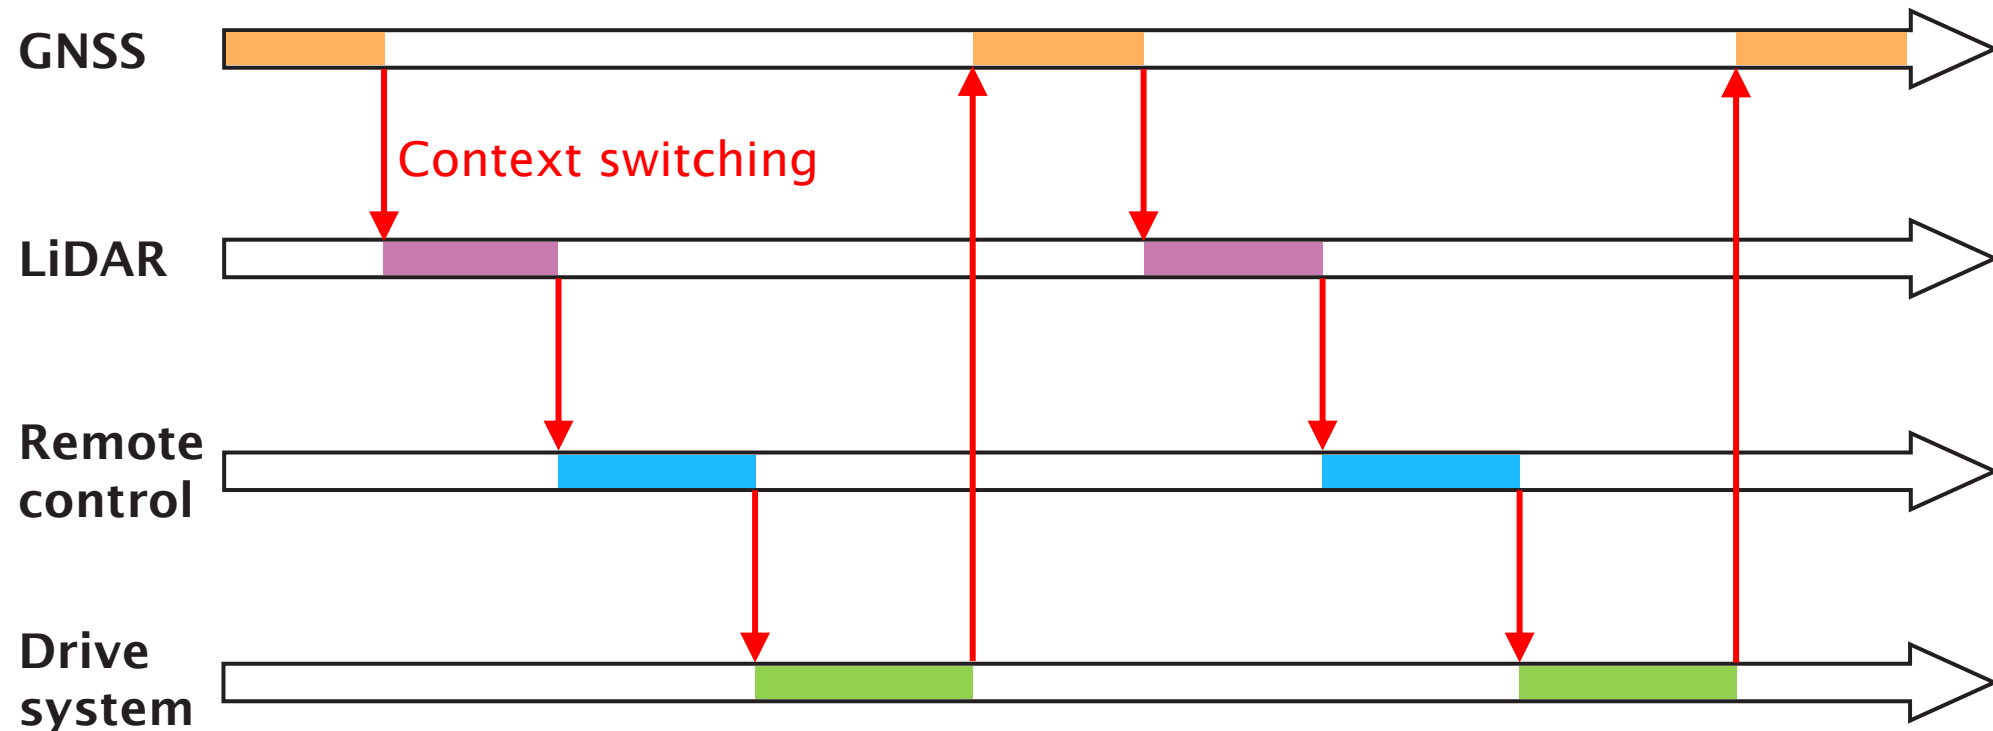 GNSS
Context switching
LiDAR
Remote
control
Drive
system